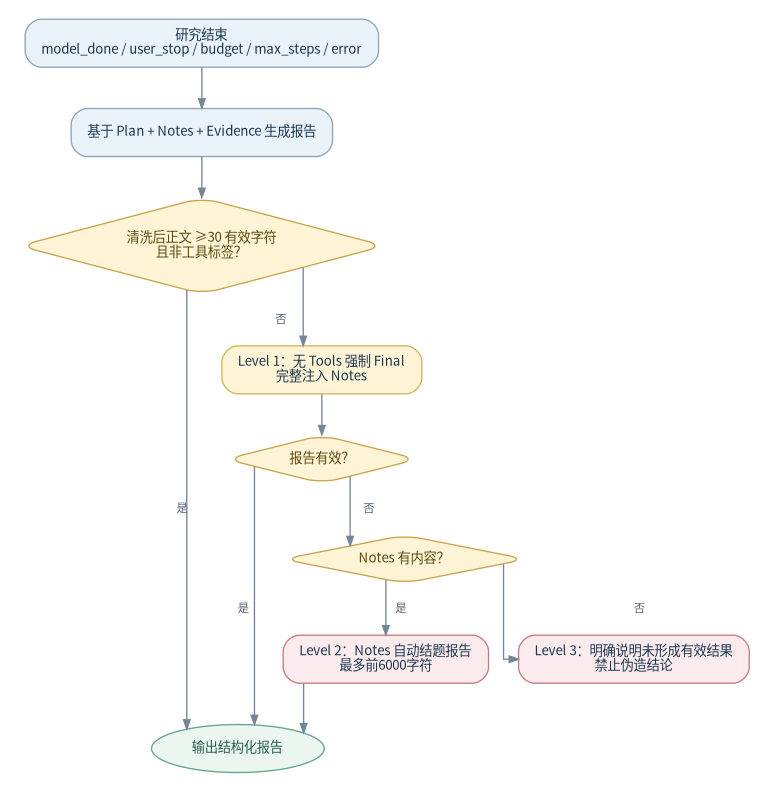 研究结束
model_done / user_stop / budget / max_steps / error
基于 Plan + Notes + Evidence 生成报告
清洗后正文 ≥30 有效字符
且非工具标签?
否
Level 1：无 Tools 强制 Final
完整注入 Notes
报告有效?
是
否
Notes 有内容?
是
是
否
Level 2：Notes 自动结题报告
最多前6000字符
Level 3：明确说明未形成有效结果
禁止伪造结论
输出结构化报告